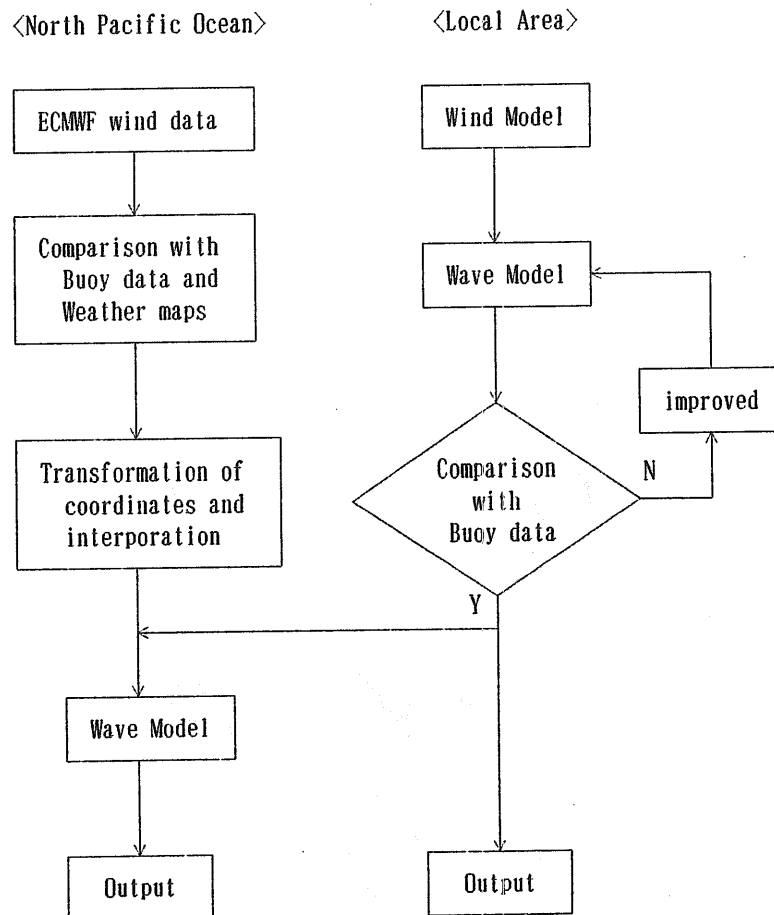 <North Pacific Ocean>
<Local Area>
ECMWF wind data
Wind Model
Comparison with
Buoy data and
Weather maps
Wave Model
improved
Transformation of
coordinates and
interporation
Comparison
with
Buoy data
N
Y
Wave Model
Output
Output